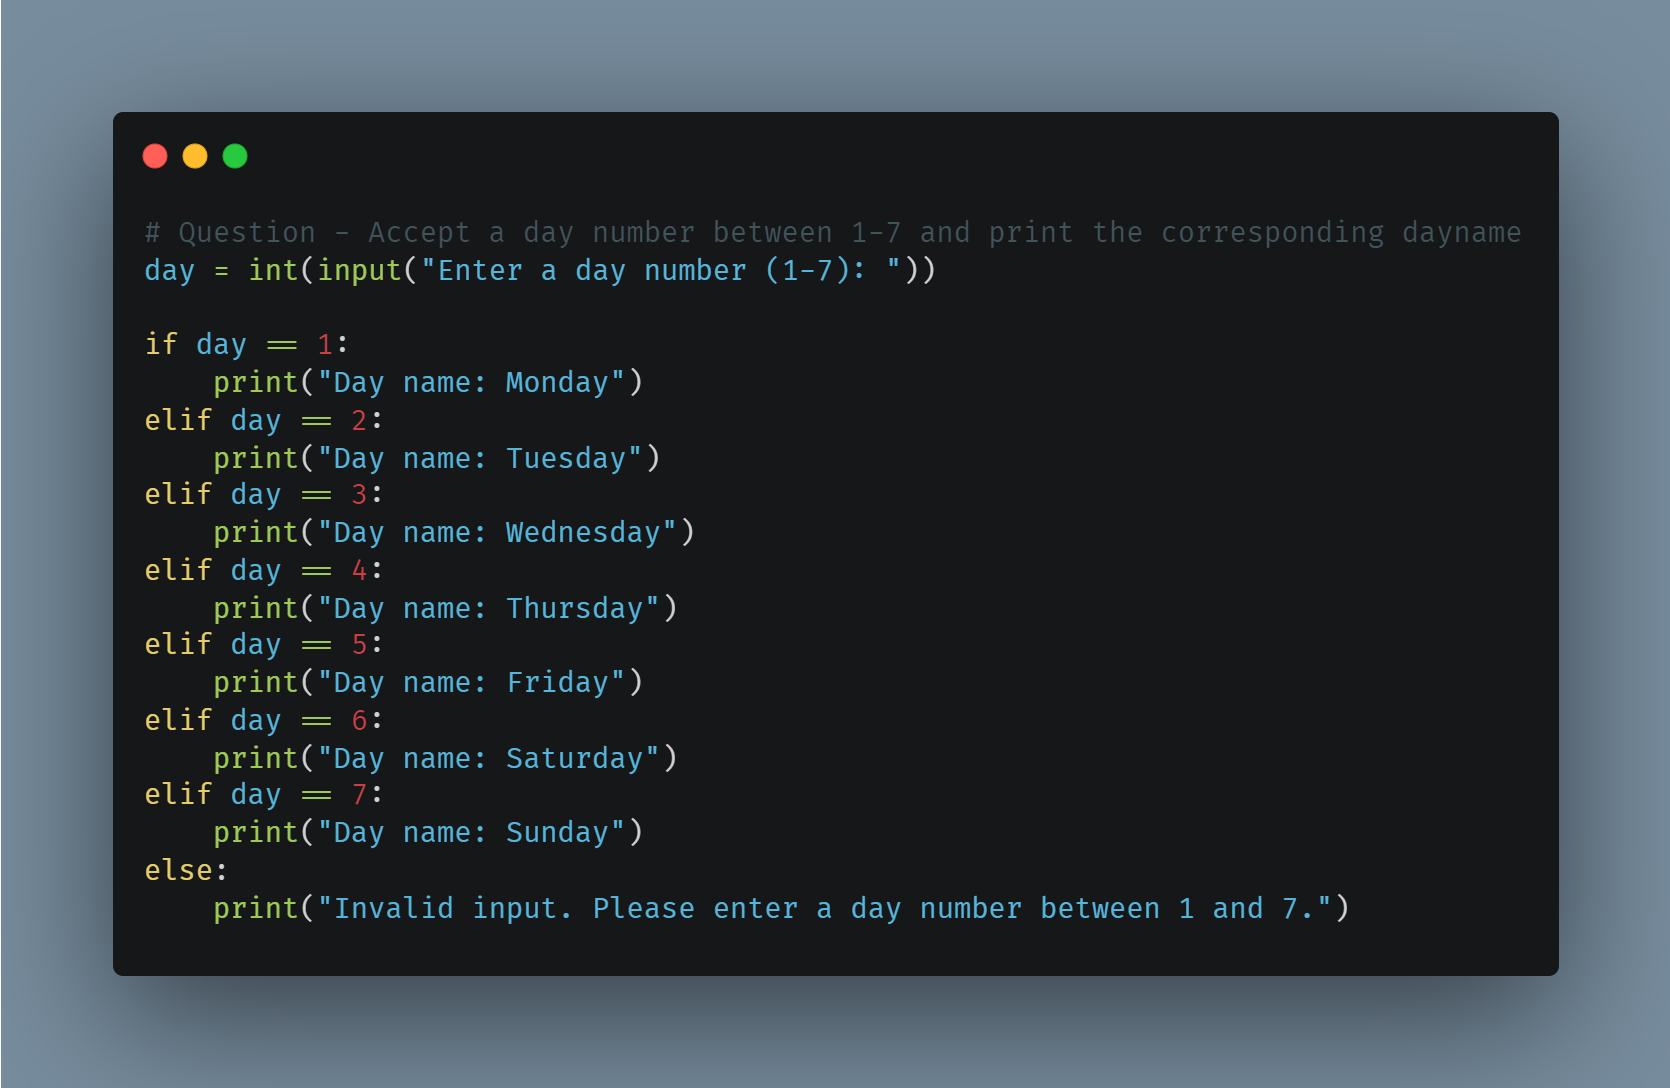 # Question - Accept a day number between 1-7 and print the corresponding dayname
day = int(input("Enter a day number (1-7): "))

if day == 1:
    print("Day name: Monday")
elif day == 2:
    print("Day name: Tuesday")
elif day == 3:
    print("Day name: Wednesday")
elif day == 4:
    print("Day name: Thursday")
elif day == 5:
    print("Day name: Friday")
elif day == 6:
    print("Day name: Saturday")
elif day == 7:
    print("Day name: Sunday")
else:
    print("Invalid input. Please enter a day number between 1 and 7.")